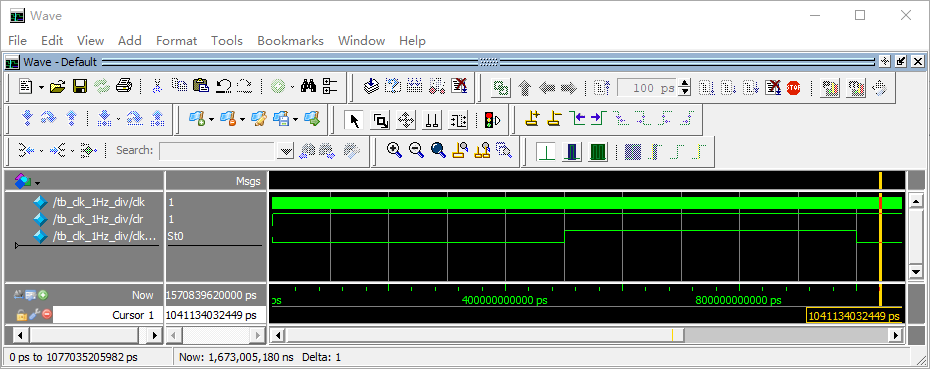 Wave
File Edit View Add Format Tools Bookmarks Window Help
Wave - Default
100 ps
STOP
Search:
Msgs
/tb_clk_1Hz_div/clk 1
/tb_clk_1Hz_div/clr 1
/tb_clk_1Hz_div/clk... St0
Now 1570839620000 ps ps 400000000000 ps 800000000000 ps
Cursor 1 1041134032449 ps 1041134032449 ps
0 ps to 1077035205982 ps Now: 1,673,005,180 ns Delta: 1